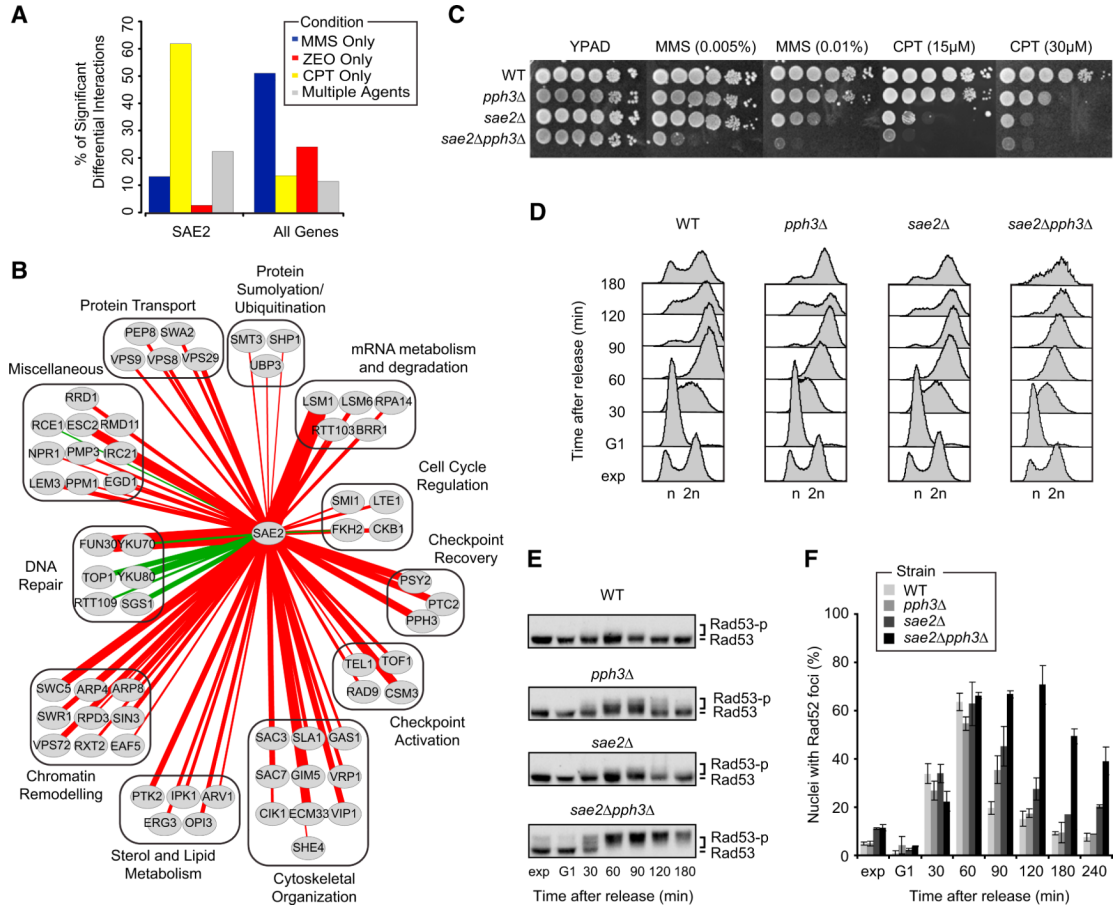 A
% of Significant
Differential Interactions
0 10 20 30 40 50 60 70
Condition
MMS Only
ZEO Only
CPT Only
Multiple Agents
SAE2
All Genes
B
Protein Transport
PEP8 SWA2
VPS9 VPS8 VPS29
Protein
Sumolyation/
Ubiquitination
SMT3 SHP1
UBP3
mRNA metabolism
and degradation
LSM1 LSM6 RPA14
RTT103 BRR1
Miscellaneous
RRD1
RCE1 ESC2 RMD11
NPR1 PMP3 IRC21
LEM3 PPM1 EGD1
Cell Cycle
Regulation
SMI1 LTE1
FKH2 CKB1
SAE2
DNA
Repair
FUN30 YKU70
TOP1 YKU80
RTT109 SGS1
Checkpoint
Recovery
PSY2
PTC2
PPH3
TEL1 TOF1
RAD9 CSM3
Checkpoint
Activation
SWC5 ARP4 ARP8
SWR1 RPD3 SIN3
VPS72 RXT2 EAF5
Chromatin
Remodelling
PTK2 IPK1 ARV1
ERG3 OPI3
Sterol and Lipid
Metabolism
SAC3 SLA1 GAS1
SAC7 GIM5 VRP1
CIK1 ECM33 VIP1
SHE4
Cytoskeletal
Organization
C
YPAD MMS (0.005%) MMS (0.01%) CPT (15µM) CPT (30µM)
WT
pph3Δ
sae2Δ
sae2Δpph3Δ
D
WT pph3Δ sae2Δ sae2Δpph3Δ
Time after release (min)
180
120
90
60
30
G1
exp
n 2n n 2n n 2n n 2n
E
WT
Rad53-p
Rad53
pph3Δ
Rad53-p
Rad53
sae2Δ
Rad53-p
Rad53
sae2Δpph3Δ
Rad53-p
Rad53
exp G1 30 60 90 120 180
Time after release (min)
F
Strain
WT
pph3Δ
sae2Δ
sae2Δpph3Δ
Nuclei with Rad52 foci (%)
100
80
60
40
20
0
exp G1 30 60 90 120 180 240
Time after release (min)